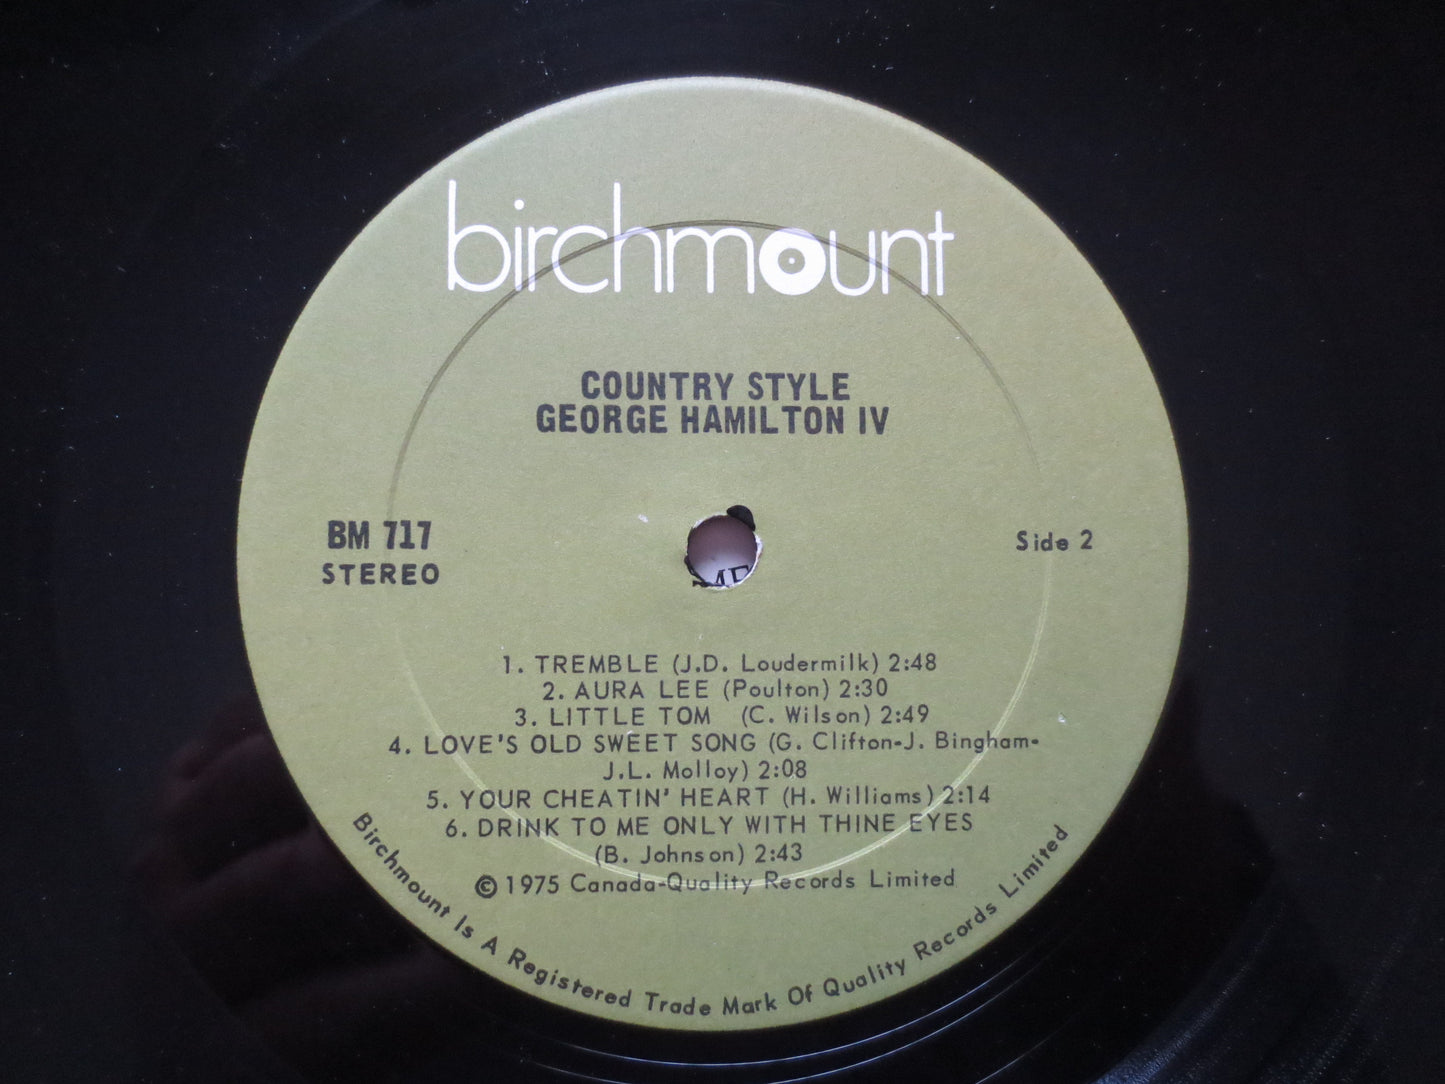 birchmount
COUNTRY STYLE
GEORGE HAMILTON IV
BM 717
STEREO
Side 2
1. TREMBLE (J.D. Loudermilk) 2:48
2. AURA LEE (Poulton) 2:30
3. LITTLE TOM (C. Wilson) 2:49
4. LOVE'S OLD SWEET SONG (G. Clifton-J. Bingham-
J.L. Molloy) 2:08
5. YOUR CHEATIN' HEART (H. Williams) 2:14
6. DRINK TO ME ONLY WITH THINE EYES
(B. Johnson) 2:43
© 1975 Canada-Quality Records Limited
Birchmount Is A Registered Trade Mark Of Quality Records Limited